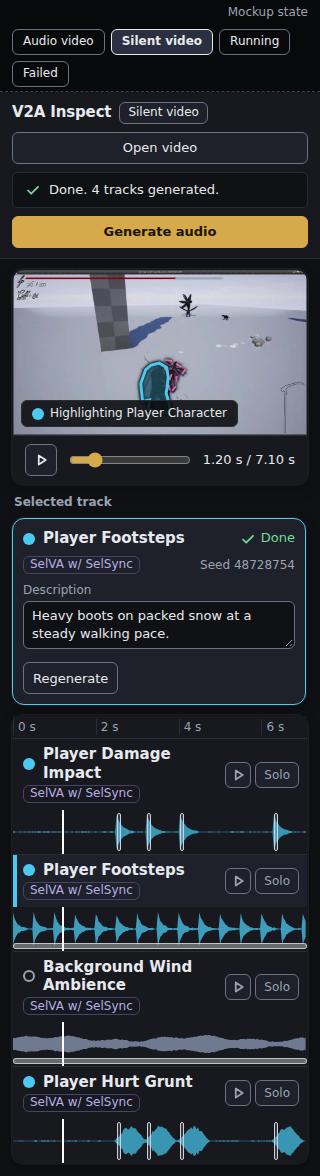 Mockup state
Audio video
Silent video
Running
Failed
V2A Inspect
Silent video
Open video
Done. 4 tracks generated.
Generate audio
Highlighting Player Character
1.20 s / 7.10 s
Selected track
Player Footsteps
Done
SelVA w/ SelSync
Seed 48728754
Description
Heavy boots on packed snow at a
steady walking pace.
Regenerate
0 s
2 s
4 s
6 s
Player Damage
Impact
Solo
SelVA w/ SelSync
Player Footsteps
Solo
SelVA w/ SelSync
Background Wind
Ambience
Solo
SelVA w/ SelSync
Player Hurt Grunt
Solo
SelVA w/ SelSync